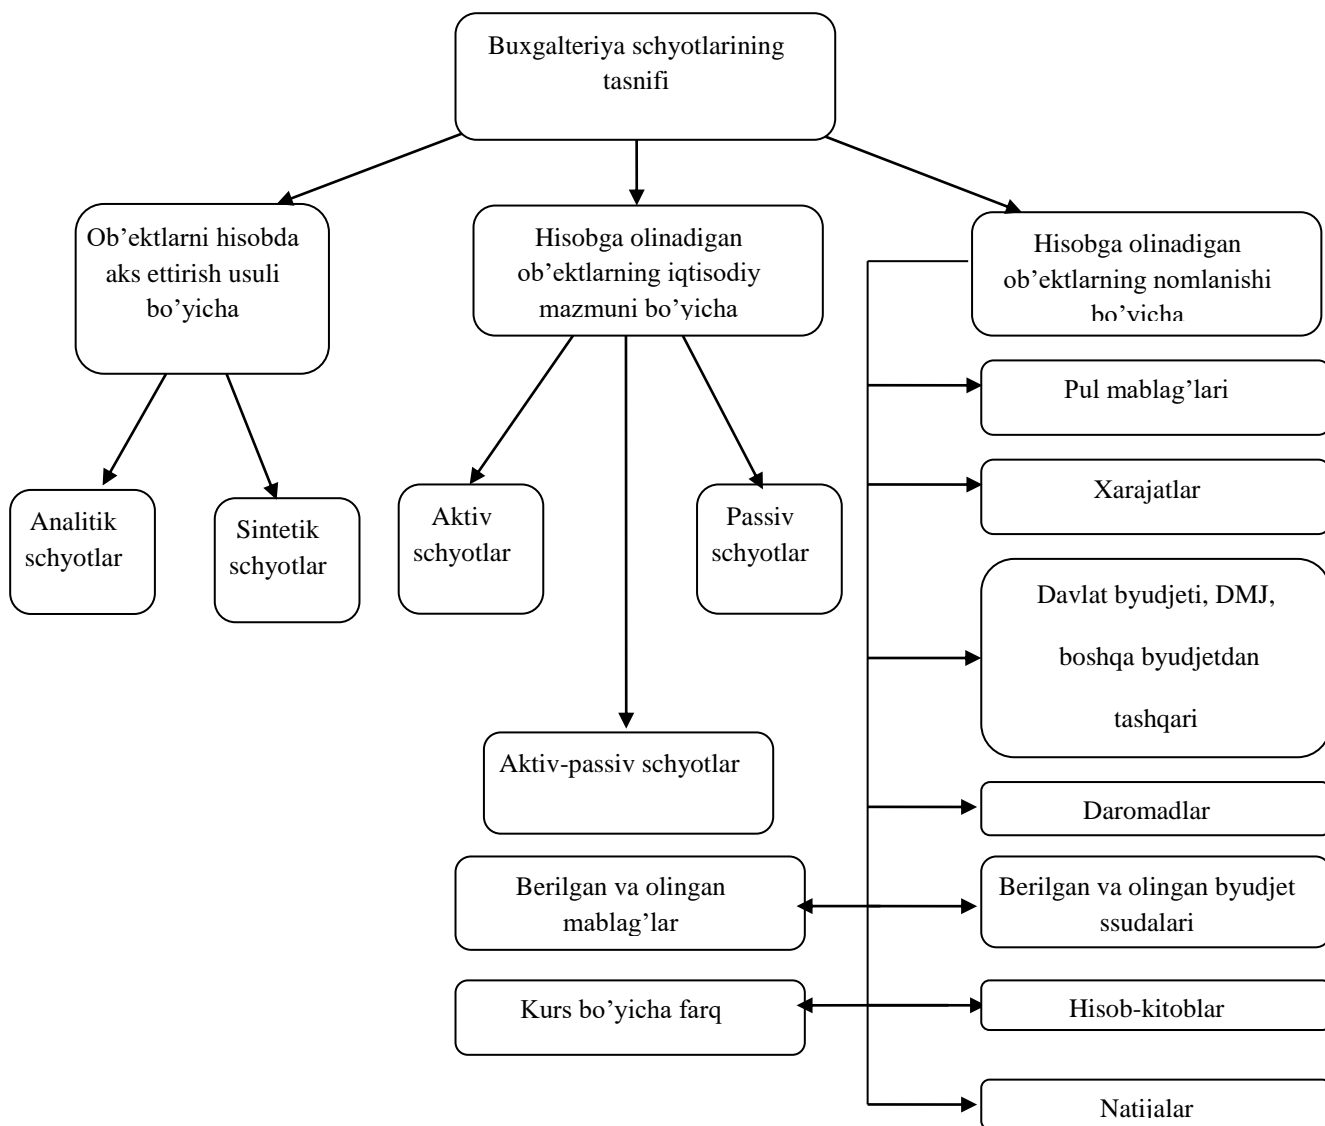 Buxgalteriya schyotlarining
tasnifi
Ob’ektlarni hisobda
aks ettirish usuli
bo’yicha
Hisobga olinadigan
ob’ektlarning iqtisodiy
mazmuni bo’yicha
Hisobga olinadigan
ob’ektlarning nomlanishi
bo’yicha
Analitik
schyotlar
Sintetik
schyotlar
Aktiv
schyotlar
Passiv
schyotlar
Aktiv-passiv schyotlar
Pul mablag’lari
Xarajatlar
Davlat byudjeti, DMJ,
boshqa byudjetdan
tashqari
Daromadlar
Berilgan va olingan
mablag’lar
Berilgan va olingan byudjet
ssudalari
Kurs bo’yicha farq
Hisob-kitoblar
Natijalar